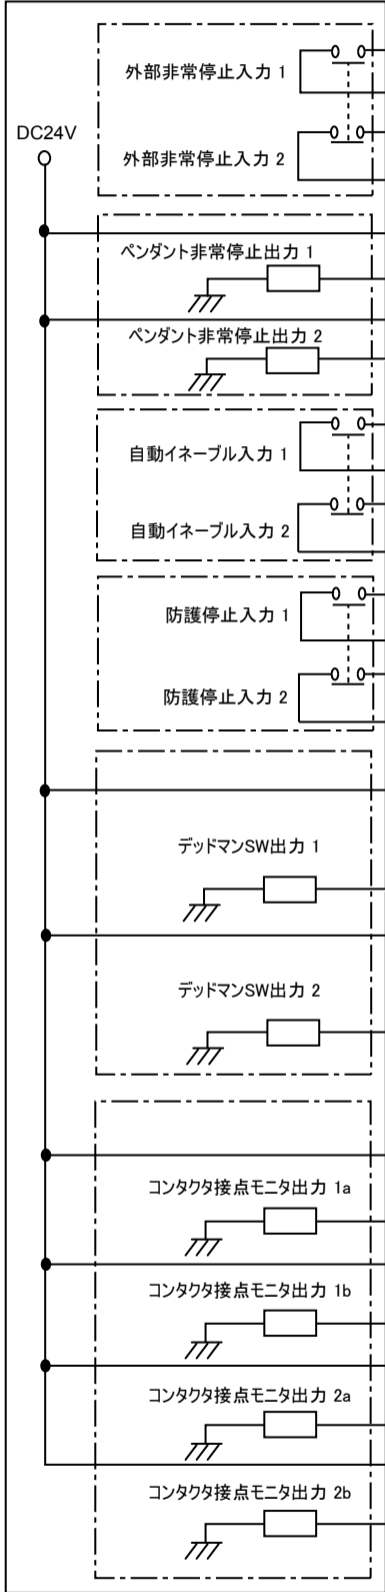 外部非常停止入力 1
DC24V
外部非常停止入力 2
ペンダント非常停止出力 1
ペンダント非常停止出力 2
自動イネーブル入力 1
自動イネーブル入力 2
防護停止入力 1
防護停止入力 2
デッドマンSW出力 1
デッドマンSW出力 2
コンタクタ接点モニタ出力 1a
コンタクタ接点モニタ出力 1b
コンタクタ接点モニタ出力 2a
コンタクタ接点モニタ出力 2b